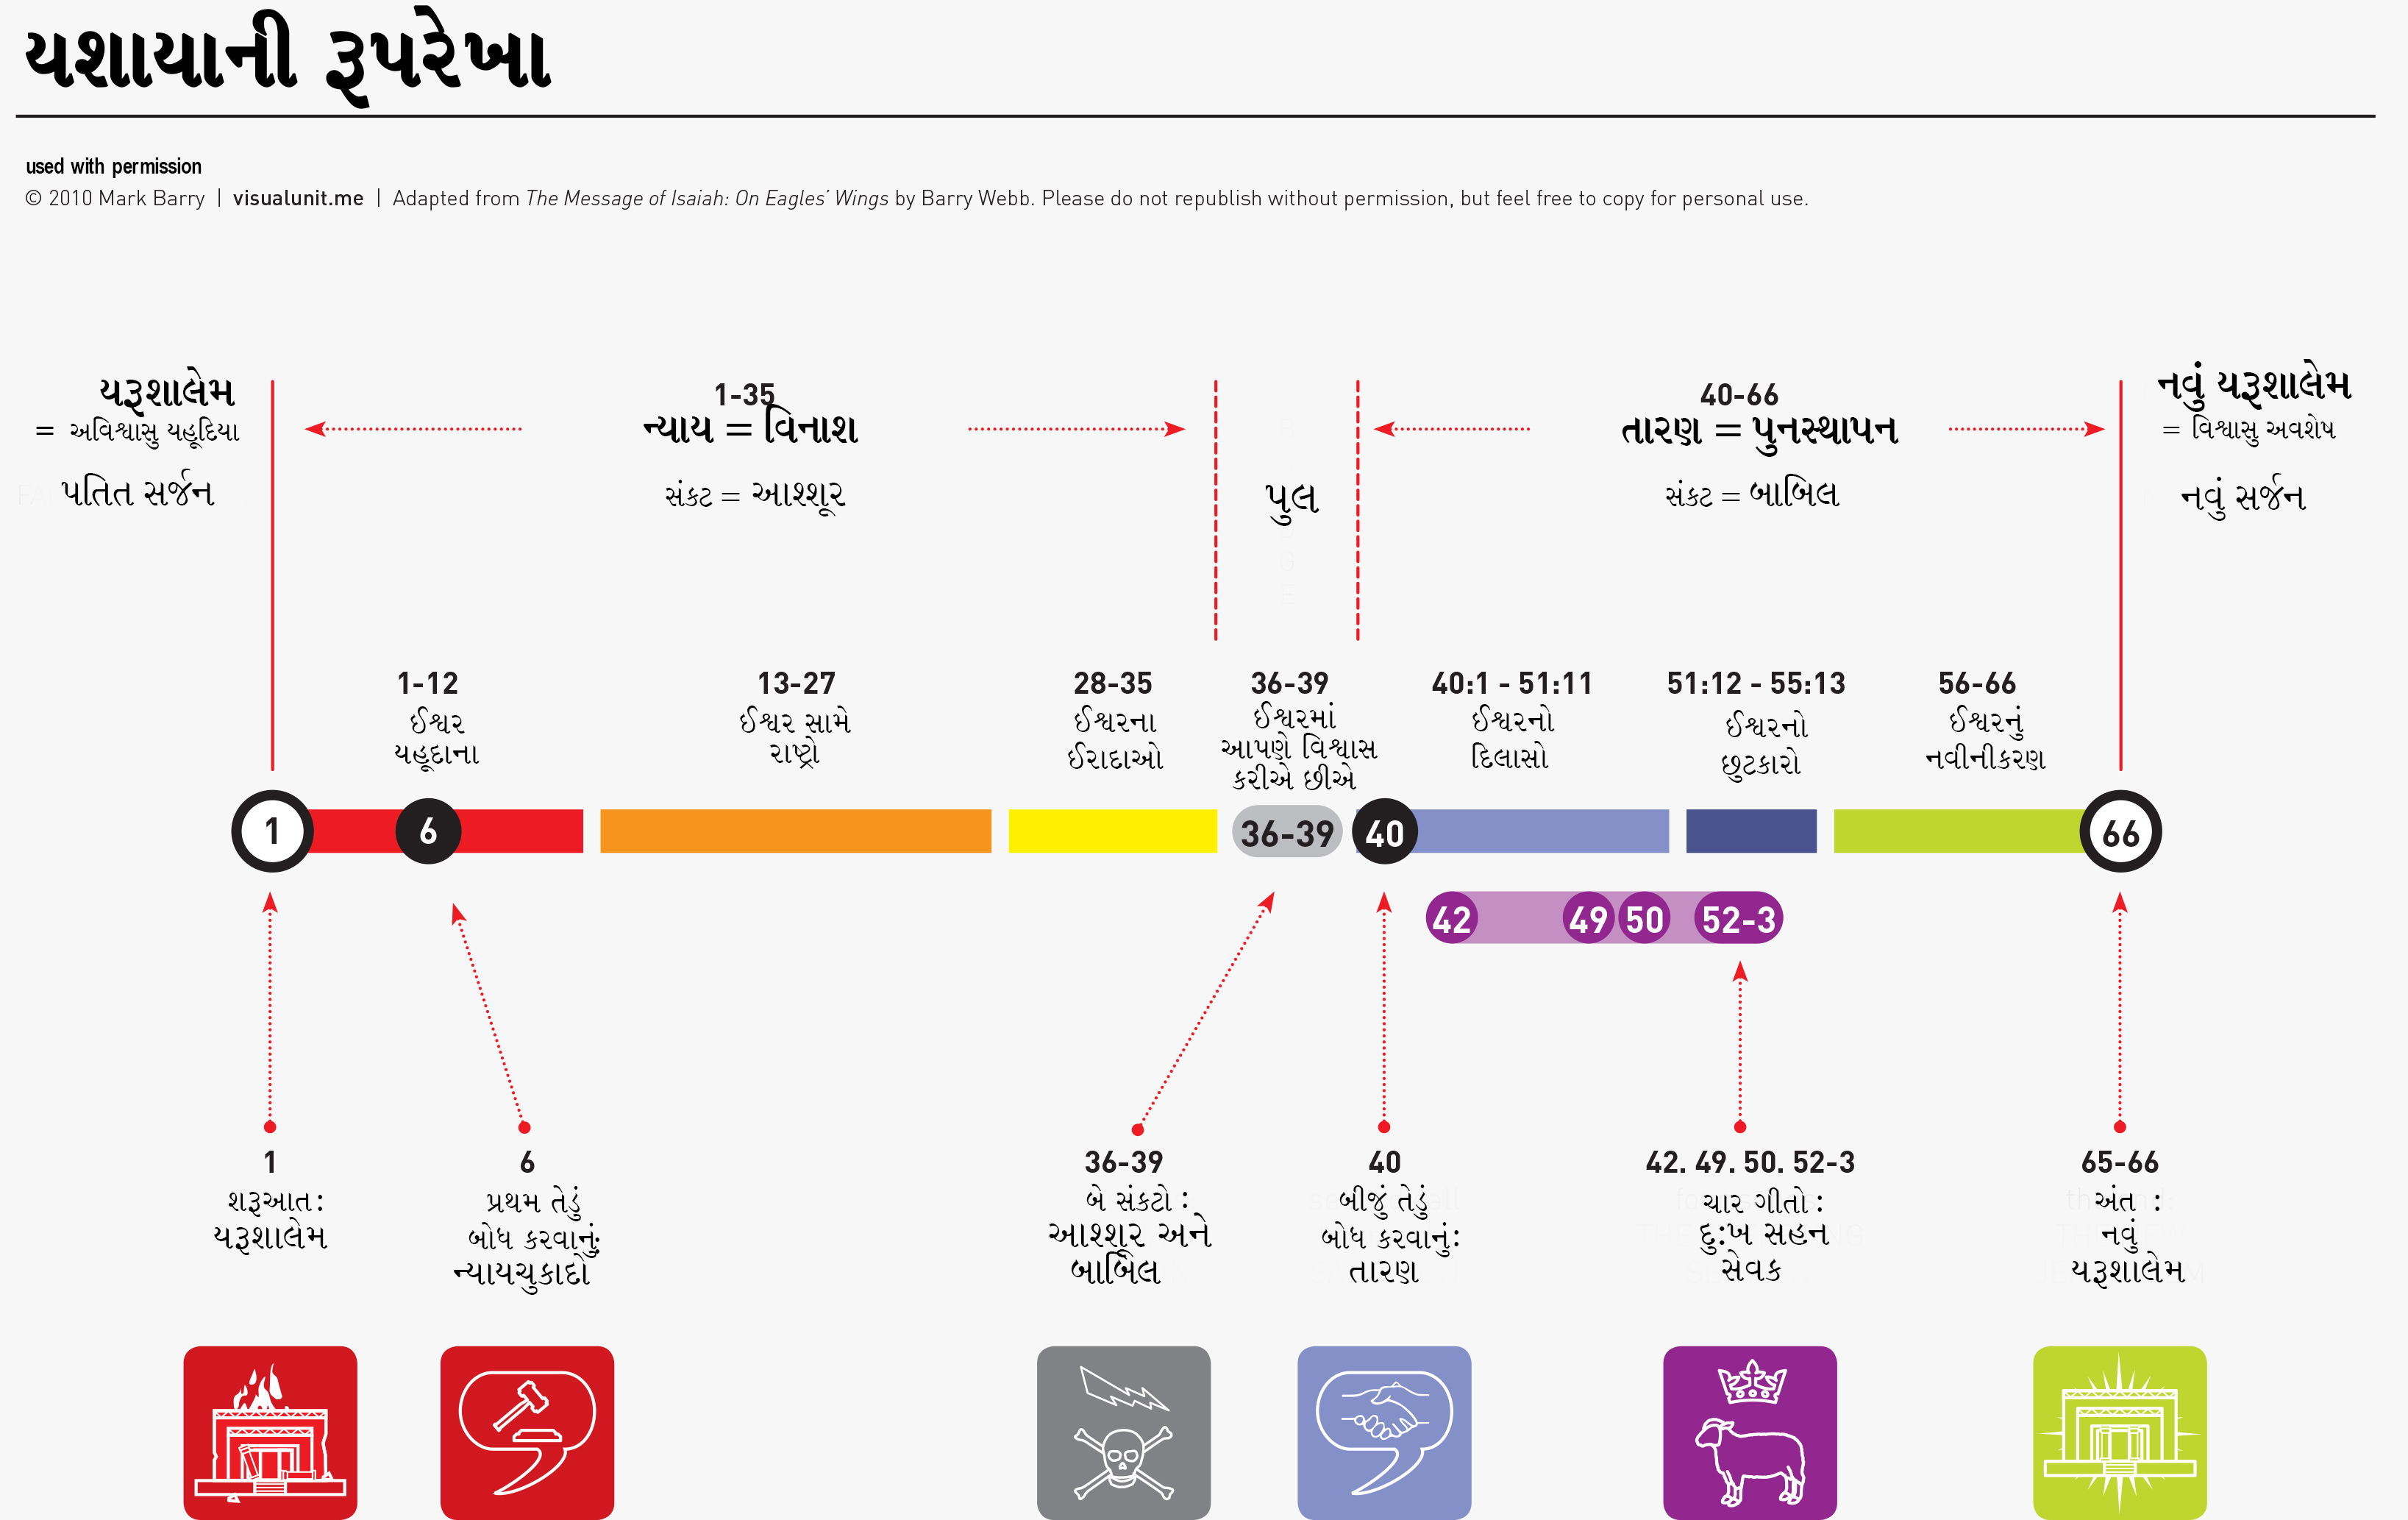 યશાયાની રૂપરેખા
used with permission
© 2010 Mark Barry | visualunit.me | Adapted from The Message of Isaiah: On Eagles’ Wings by Barry Webb. Please do not republish without permission, but feel free to copy for personal use.
યરૂશાલેમ
= અવિશ્વાસુ યહૂદિયા
પતિત સર્જન
1-35
ન્યાય = વિનાશ
સંકટ = આશ્શૂર
પુલ
40-66
તારણ = પુનસ્થાપન
સંકટ = બાબિલ
નવું યરૂશાલેમ
= વિશ્વાસુ અવશેષ
નવું સર્જન
1-12
ઈશ્વર
યહૂદાના
13-27
ઈશ્વર સામે
રાષ્ટ્રો
28-35
ઈશ્વરના
ઈરાદાઓ
36-39
ઈશ્વરમાં
આપણે વિશ્વાસ
કરીએ છીએ
40:1 - 51:11
ઈશ્વરનો
દિલાસો
51:12 - 55:13
ઈશ્વરનો
છુટકારો
56-66
ઈશ્વરનું
નવીનીકરણ
1
6
36-39
40
66
42
49
50
52-3
1
શરૂઆત:
યરૂશાલેમ
6
પ્રથમ તેડું
બોધ કરવાનું:
ન્યાયચુકાદો
36-39
બે સંકટો :
આશ્શૂર અને
બાબિલ
40
બીજું તેડું
બોધ કરવાનું:
તારણ
42. 49. 50. 52-3
ચાર ગીતો:
દુ:ખ સહન
સેવક
65-66
અંત :
નવું
યરૂશાલેમ